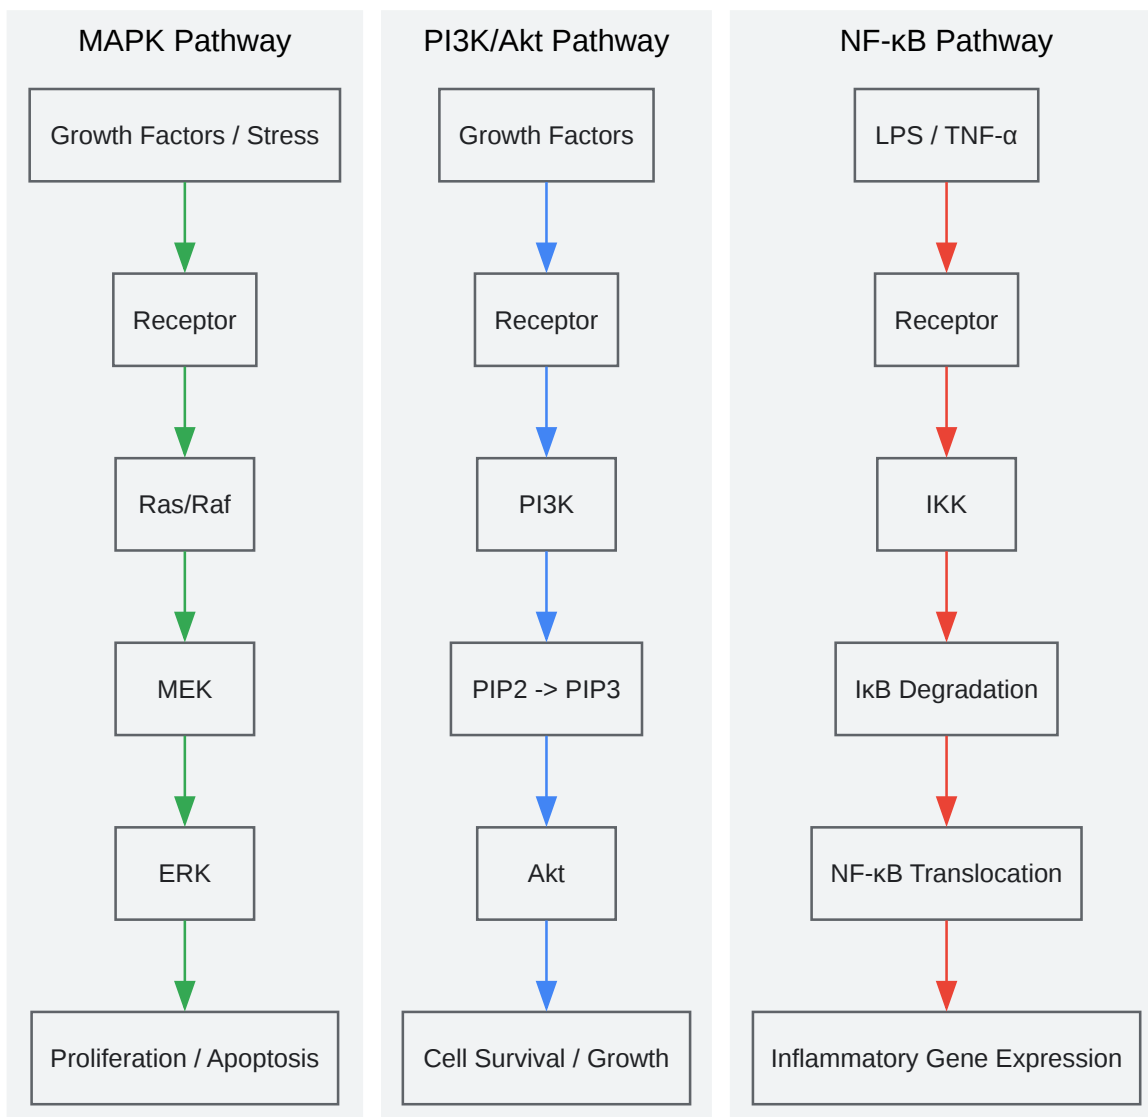 MAPK Pathway
Growth Factors / Stress
Receptor
Ras/Raf
MEK
ERK
Proliferation / Apoptosis
PI3K/Akt Pathway
Growth Factors
Receptor
PI3K
PIP2 -> PIP3
Akt
Cell Survival / Growth
NF-κB Pathway
LPS / TNF-α
Receptor
IKK
IκB Degradation
NF-κB Translocation
Inflammatory Gene Expression